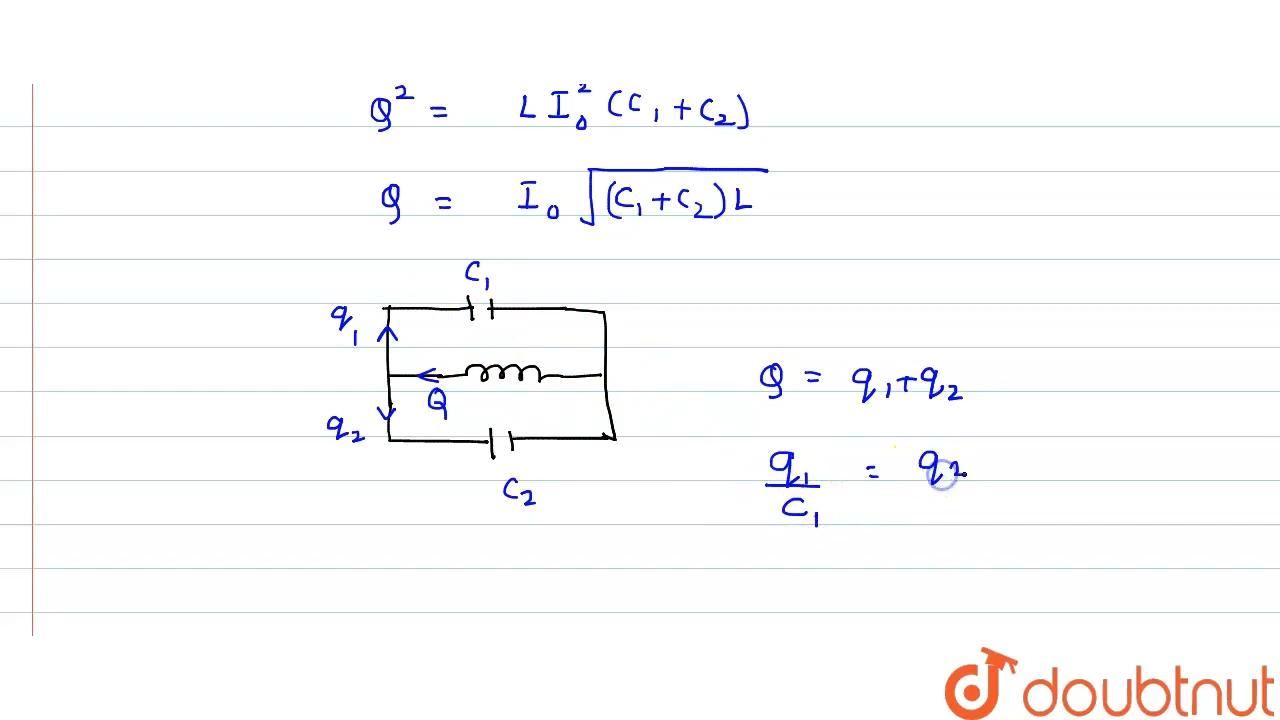 Q² = L I₀² (C₁ + C₂)
Q = I₀ √((C₁ + C₂) L)
C₁
q₁
Q
q₂
C₂
Q = q₁ + q₂
q₁/C₁ = q₂
doubtnut